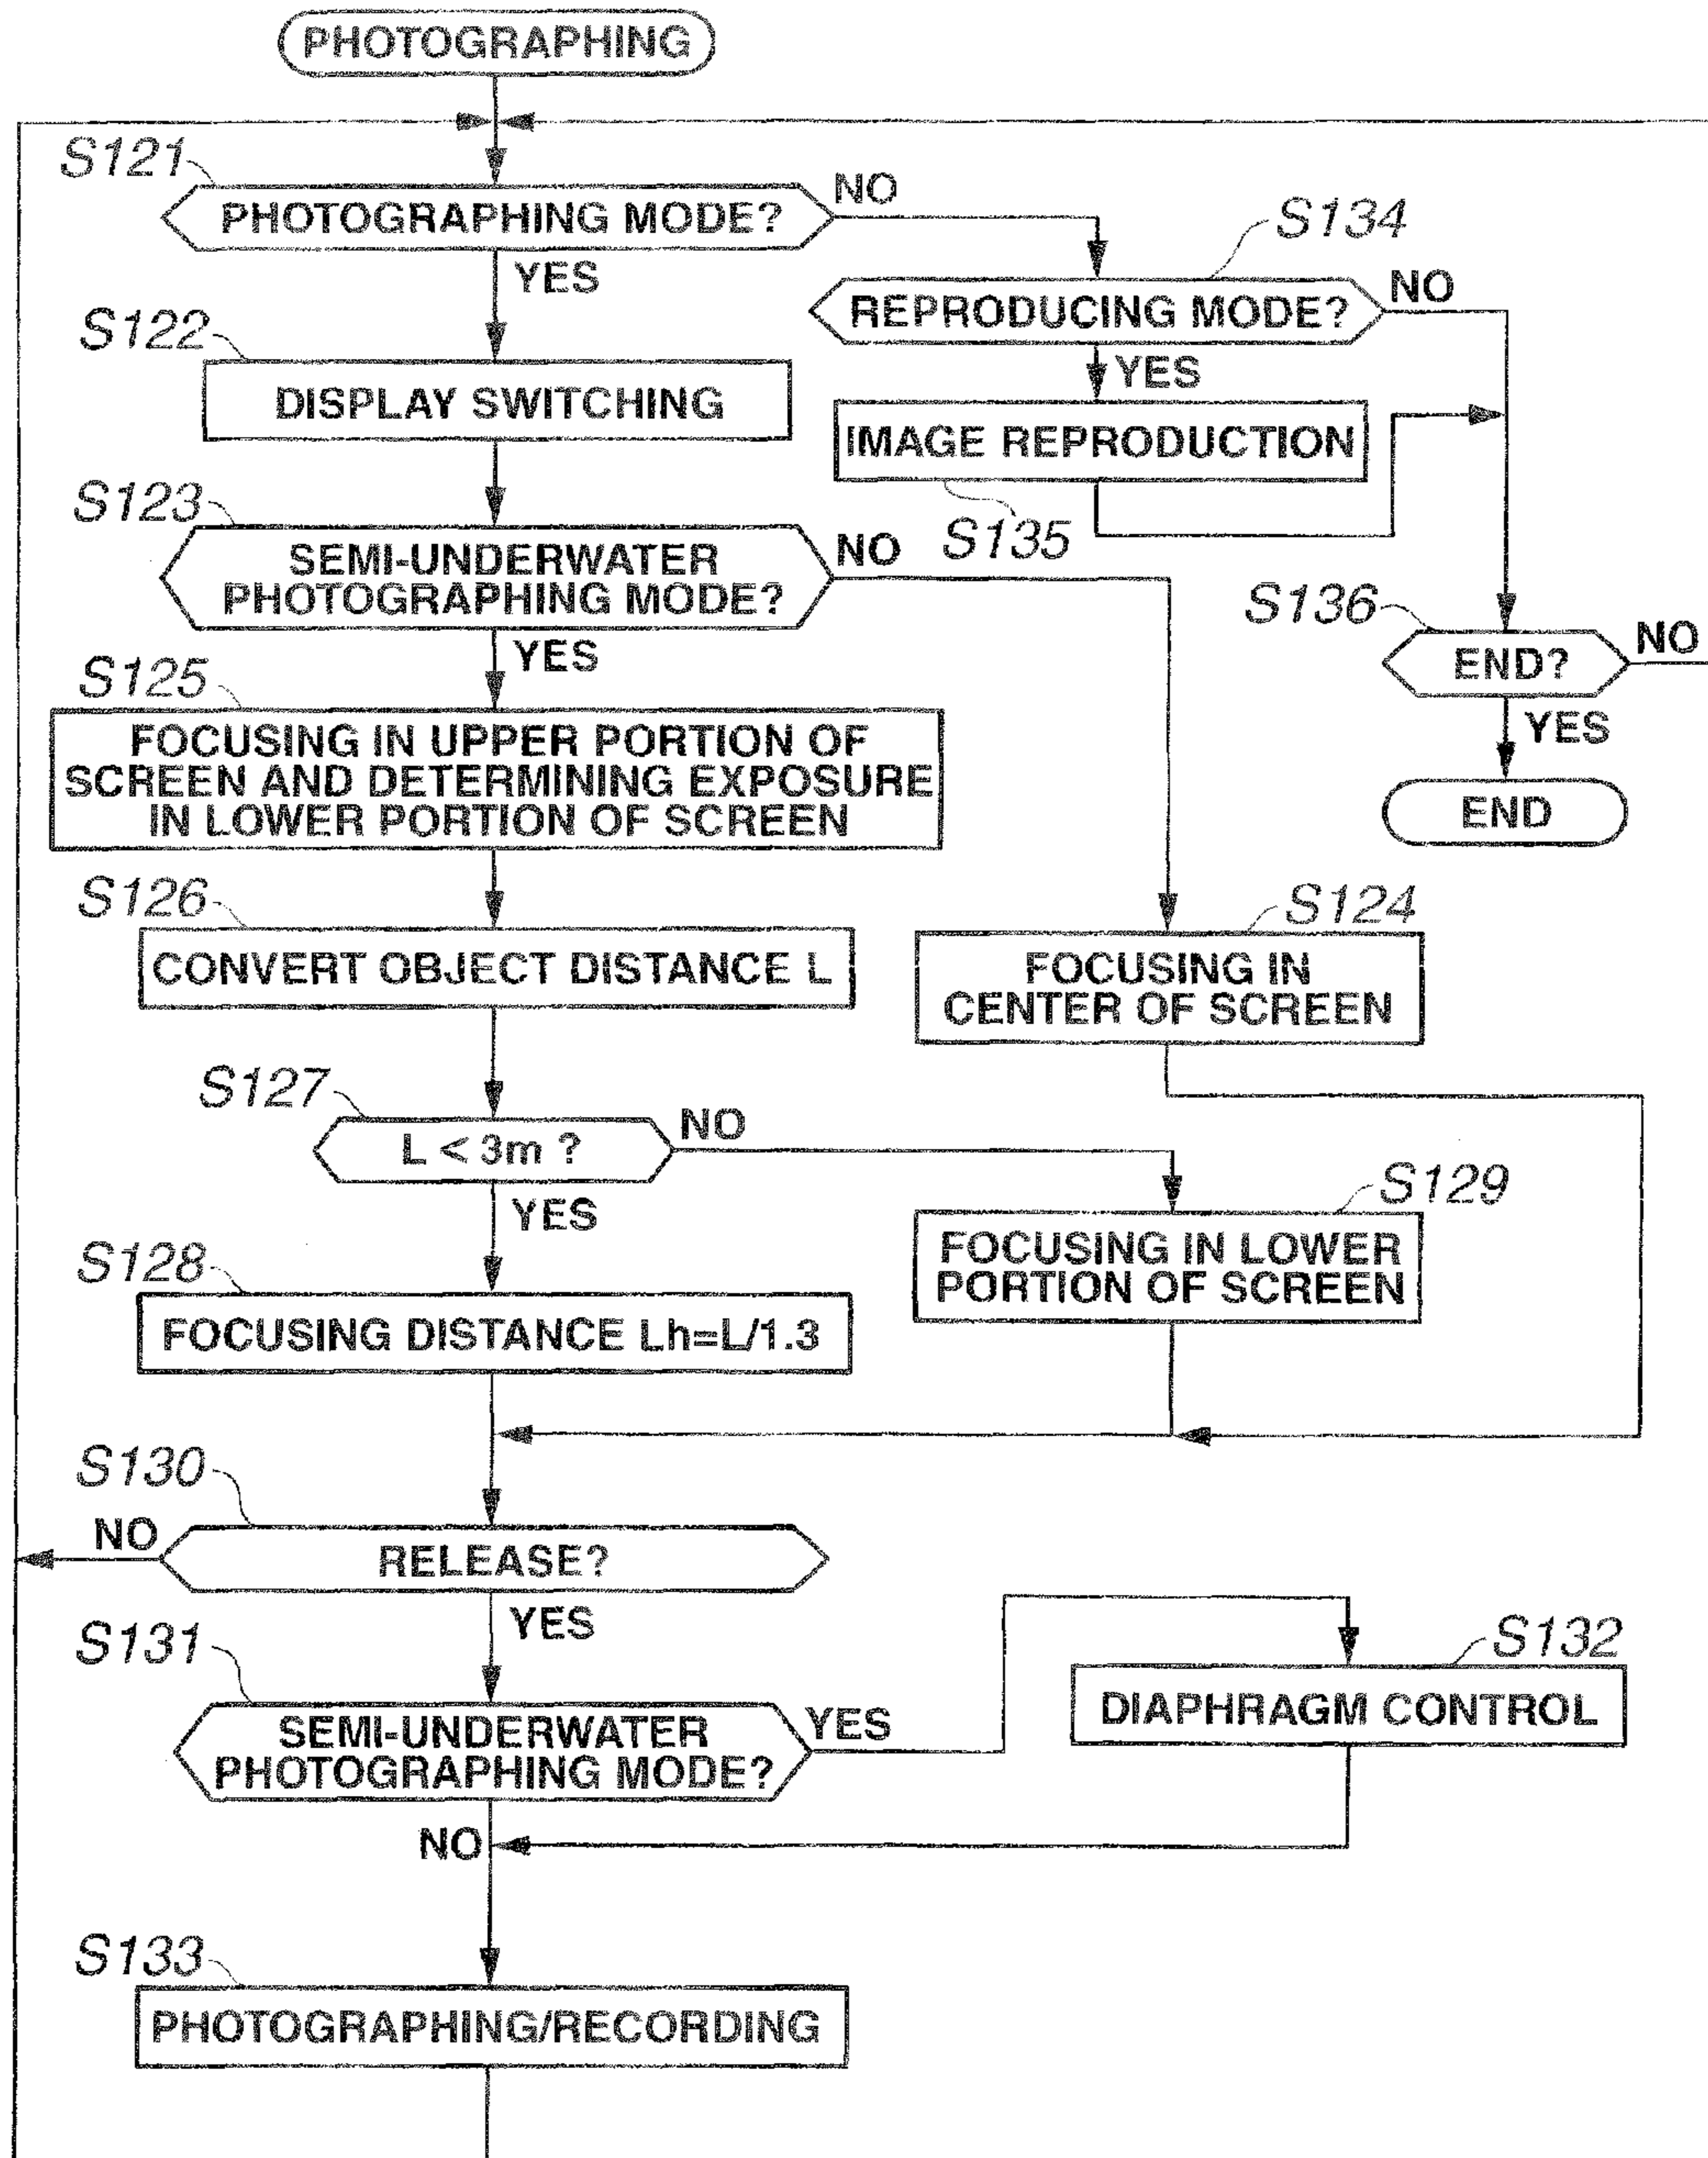 PHOTOGRAPHING
S121
PHOTOGRAPHING MODE?
NO
YES
S134
REPRODUCING MODE?
NO
YES
S122
DISPLAY SWITCHING
IMAGE REPRODUCTION
S135
S123
SEMI-UNDERWATER
PHOTOGRAPHING MODE?
NO
YES
S136
END?
NO
YES
END
S125
FOCUSING IN UPPER PORTION OF
SCREEN AND DETERMINING EXPOSURE
IN LOWER PORTION OF SCREEN
S126
CONVERT OBJECT DISTANCE L
S124
FOCUSING IN
CENTER OF SCREEN
S127
L < 3m ?
NO
YES
S129
FOCUSING IN LOWER
PORTION OF SCREEN
S128
FOCUSING DISTANCE Lh=L/1.3
S130
NO
RELEASE?
YES
S131
SEMI-UNDERWATER
PHOTOGRAPHING MODE?
YES
NO
S132
DIAPHRAGM CONTROL
S133
PHOTOGRAPHING/RECORDING